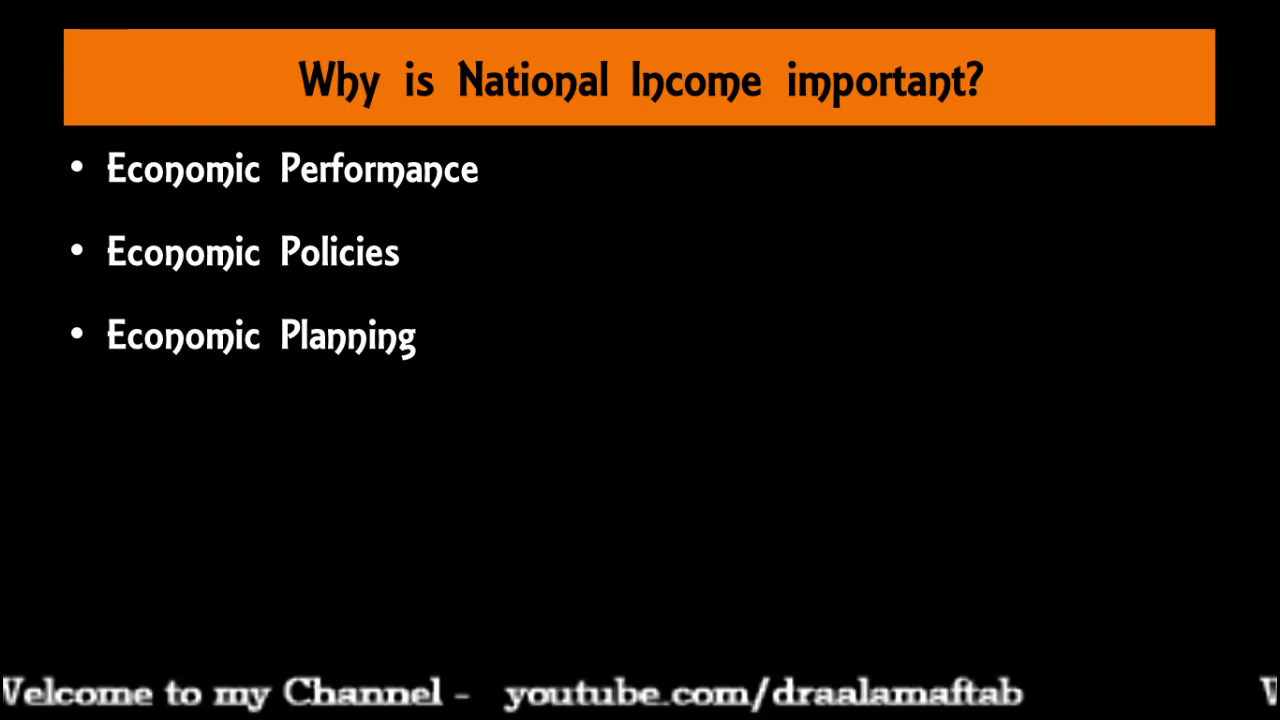 Why is National Income important?
• Economic Performance
• Economic Policies
• Economic Planning
Welcome to my Channel - youtube.com/draalamaftab